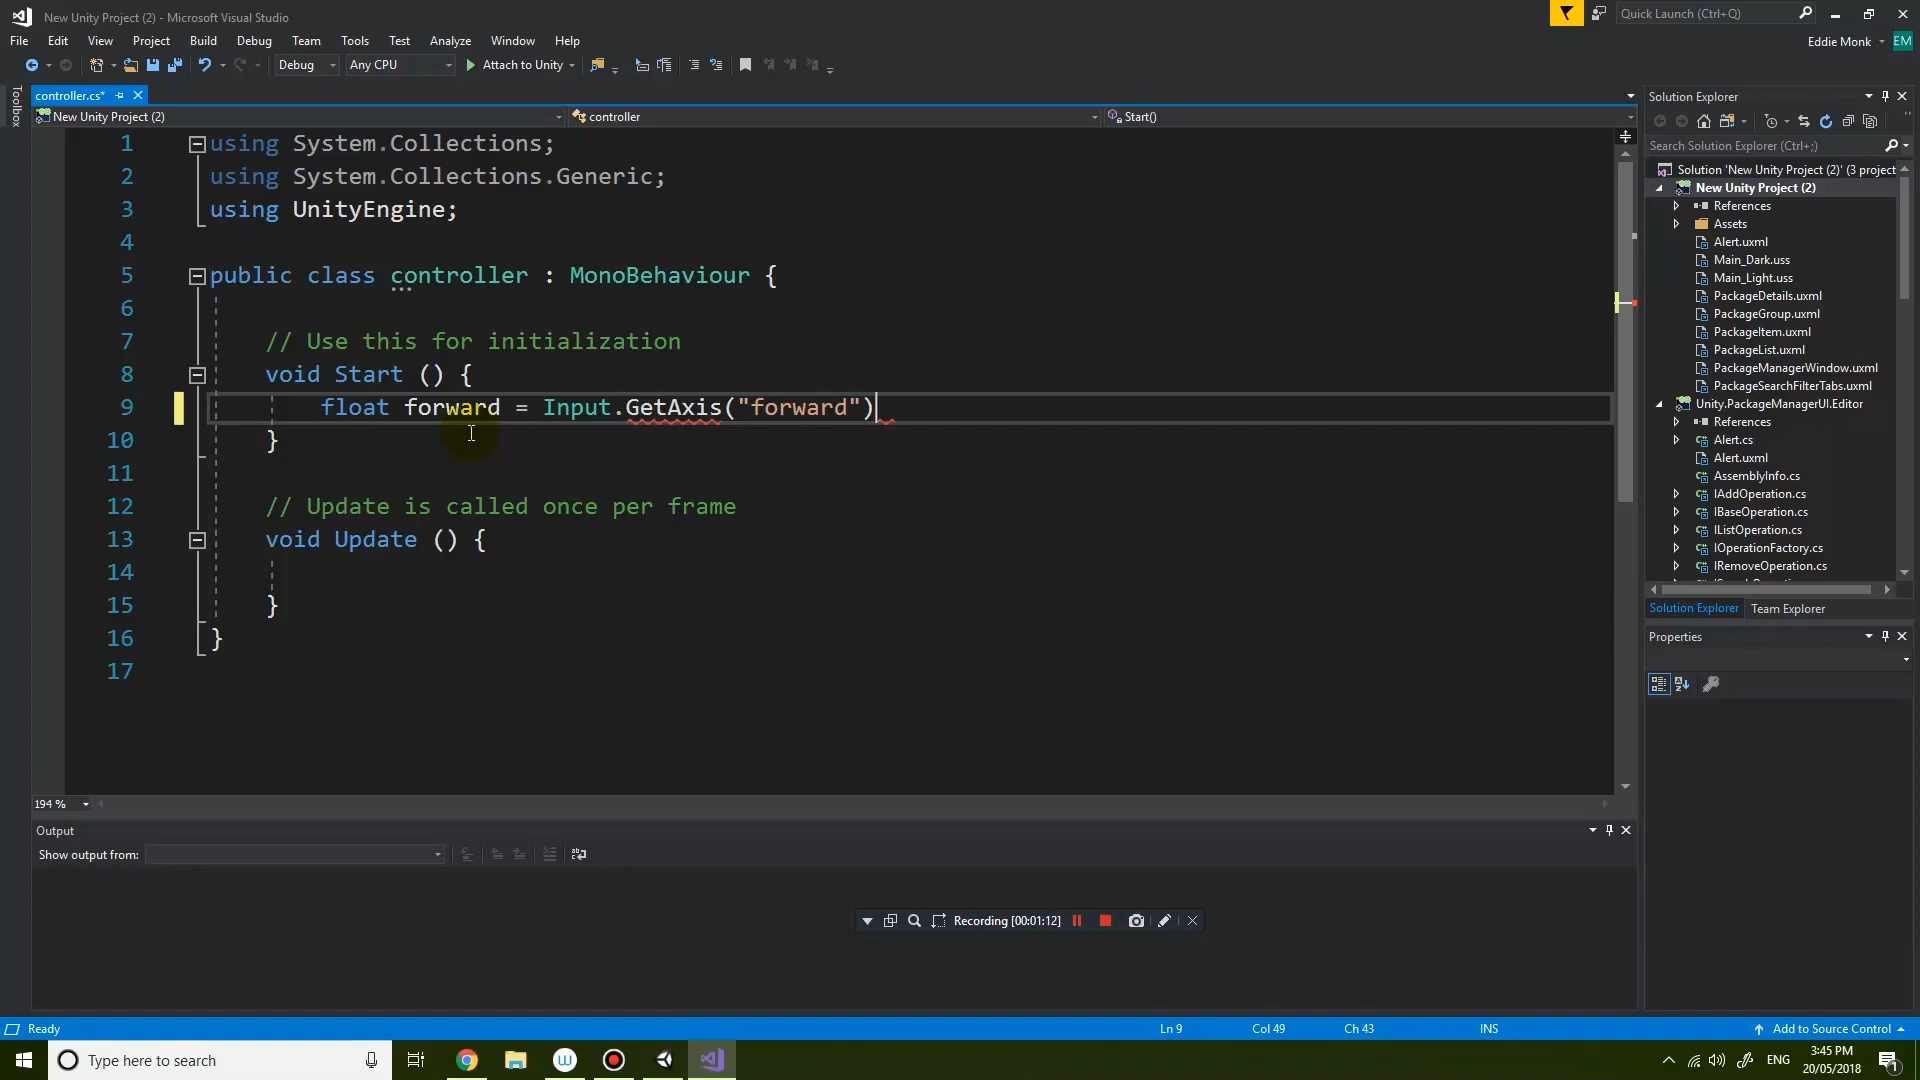 New Unity Project (2) - Microsoft Visual Studio
Quick Launch (Ctrl+Q)
File Edit View Project Build Debug Team Tools Test Analyze Window Help
Eddie Monk EM
Debug Any CPU Attach to Unity
Toolbox
controller.cs*
New Unity Project (2) controller Start()
1 using System.Collections;
2 using System.Collections.Generic;
3 using UnityEngine;
4
5 public class controller : MonoBehaviour {
6
7 // Use this for initialization
8 void Start () {
9 float forward = Input.GetAxis("forward")
10 }
11
12 // Update is called once per frame
13 void Update () {
14
15 }
16 }
17
194 %
Output
Show output from:
Recording [00:01:12]
Solution Explorer
Search Solution Explorer (Ctrl+;)
Solution 'New Unity Project (2)' (3 project
New Unity Project (2)
References
Assets
Alert.uxml
Main_Dark.uss
Main_Light.uss
PackageDetails.uxml
PackageGroup.uxml
PackageItem.uxml
PackageList.uxml
PackageManagerWindow.uxml
PackageSearchFilterTabs.uxml
Unity.PackageManagerUI.Editor
References
Alert.cs
Alert.uxml
AssemblyInfo.cs
IAddOperation.cs
IBaseOperation.cs
IListOperation.cs
IOperationFactory.cs
IRemoveOperation.cs
Solution Explorer Team Explorer
Properties
Ready Ln 9 Col 49 Ch 43 INS Add to Source Control
Type here to search
ENG
3:45 PM
20/05/2018
1